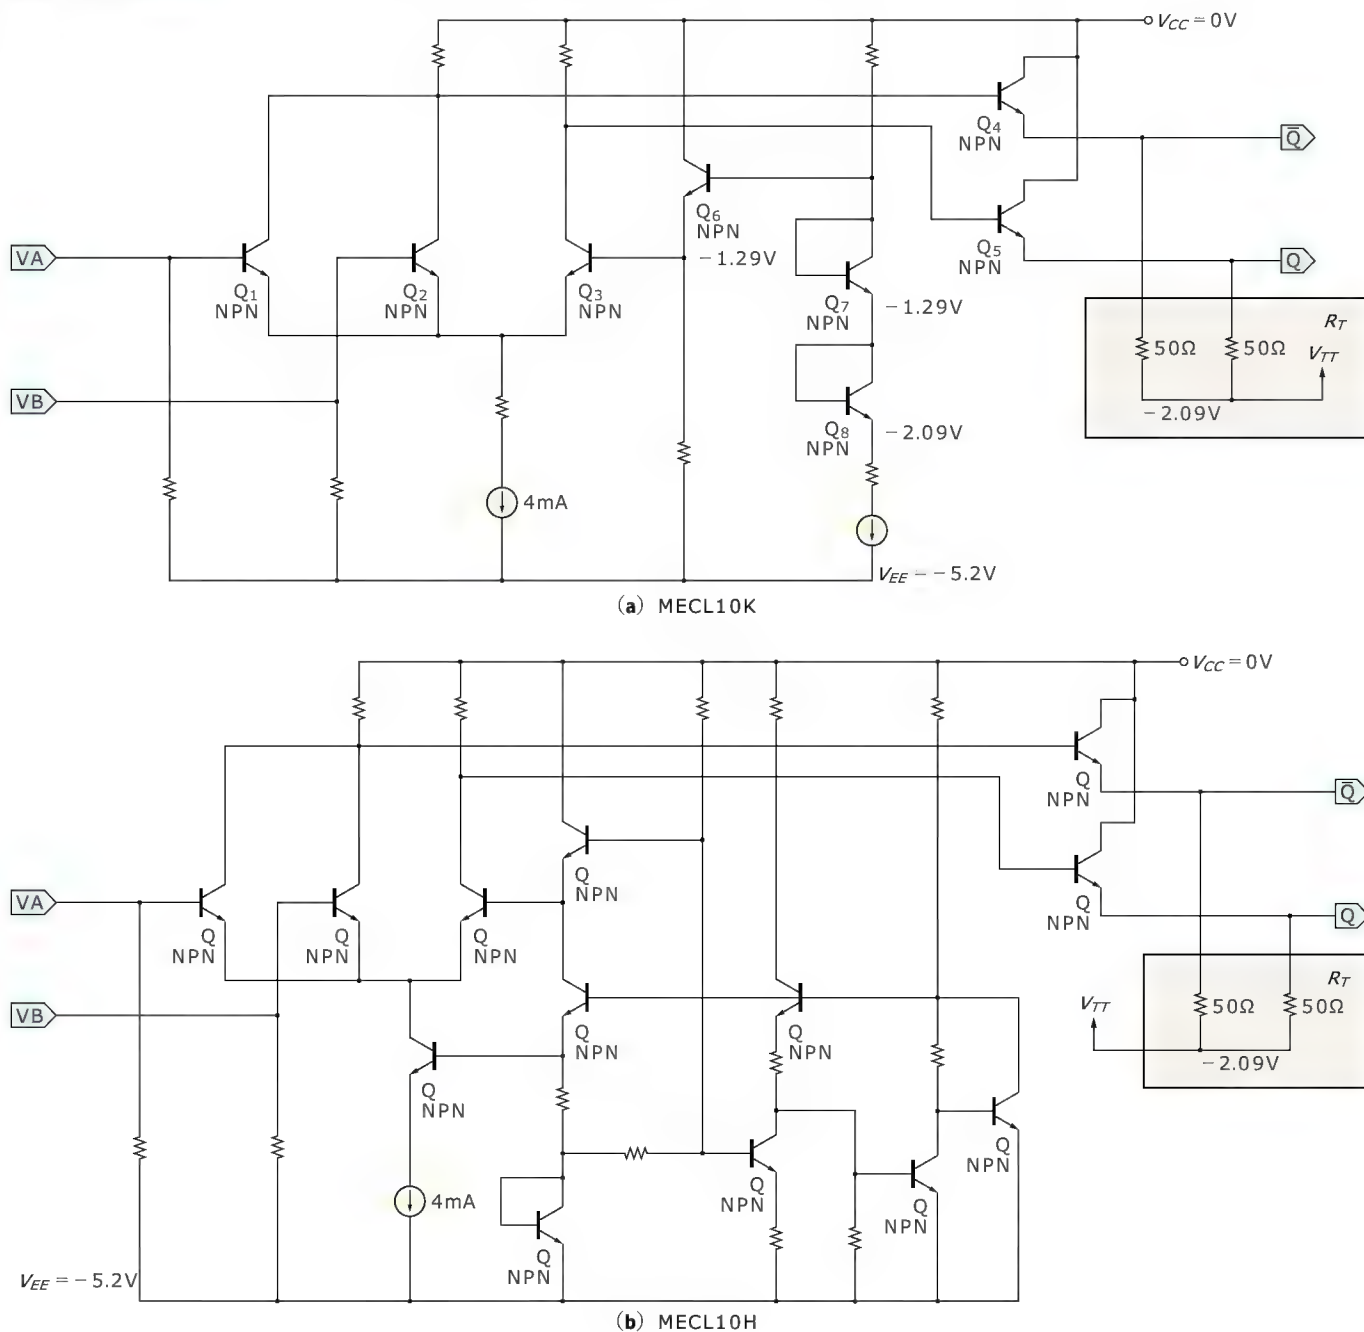 VCC=0V
Q4
NPN
Q̅
Q6
NPN
−1.29V
Q5
NPN
Q
VA
Q1
NPN
Q2
NPN
Q3
NPN
Q7
NPN
−1.29V
RT
50Ω
50Ω
VTT
−2.09V
VB
Q8
NPN
−2.09V
4mA
VEE−−5.2V
(a) MECL10K
VCC=0V
Q
NPN
Q̅
Q
NPN
VA
Q
NPN
Q
NPN
Q
NPN
Q
NPN
Q
VB
Q
NPN
Q
NPN
VTT
RT
50Ω
50Ω
−2.09V
Q
NPN
Q
NPN
Q
NPN
Q
NPN
4mA
Q
NPN
VEE=−5.2V
(b) MECL10H